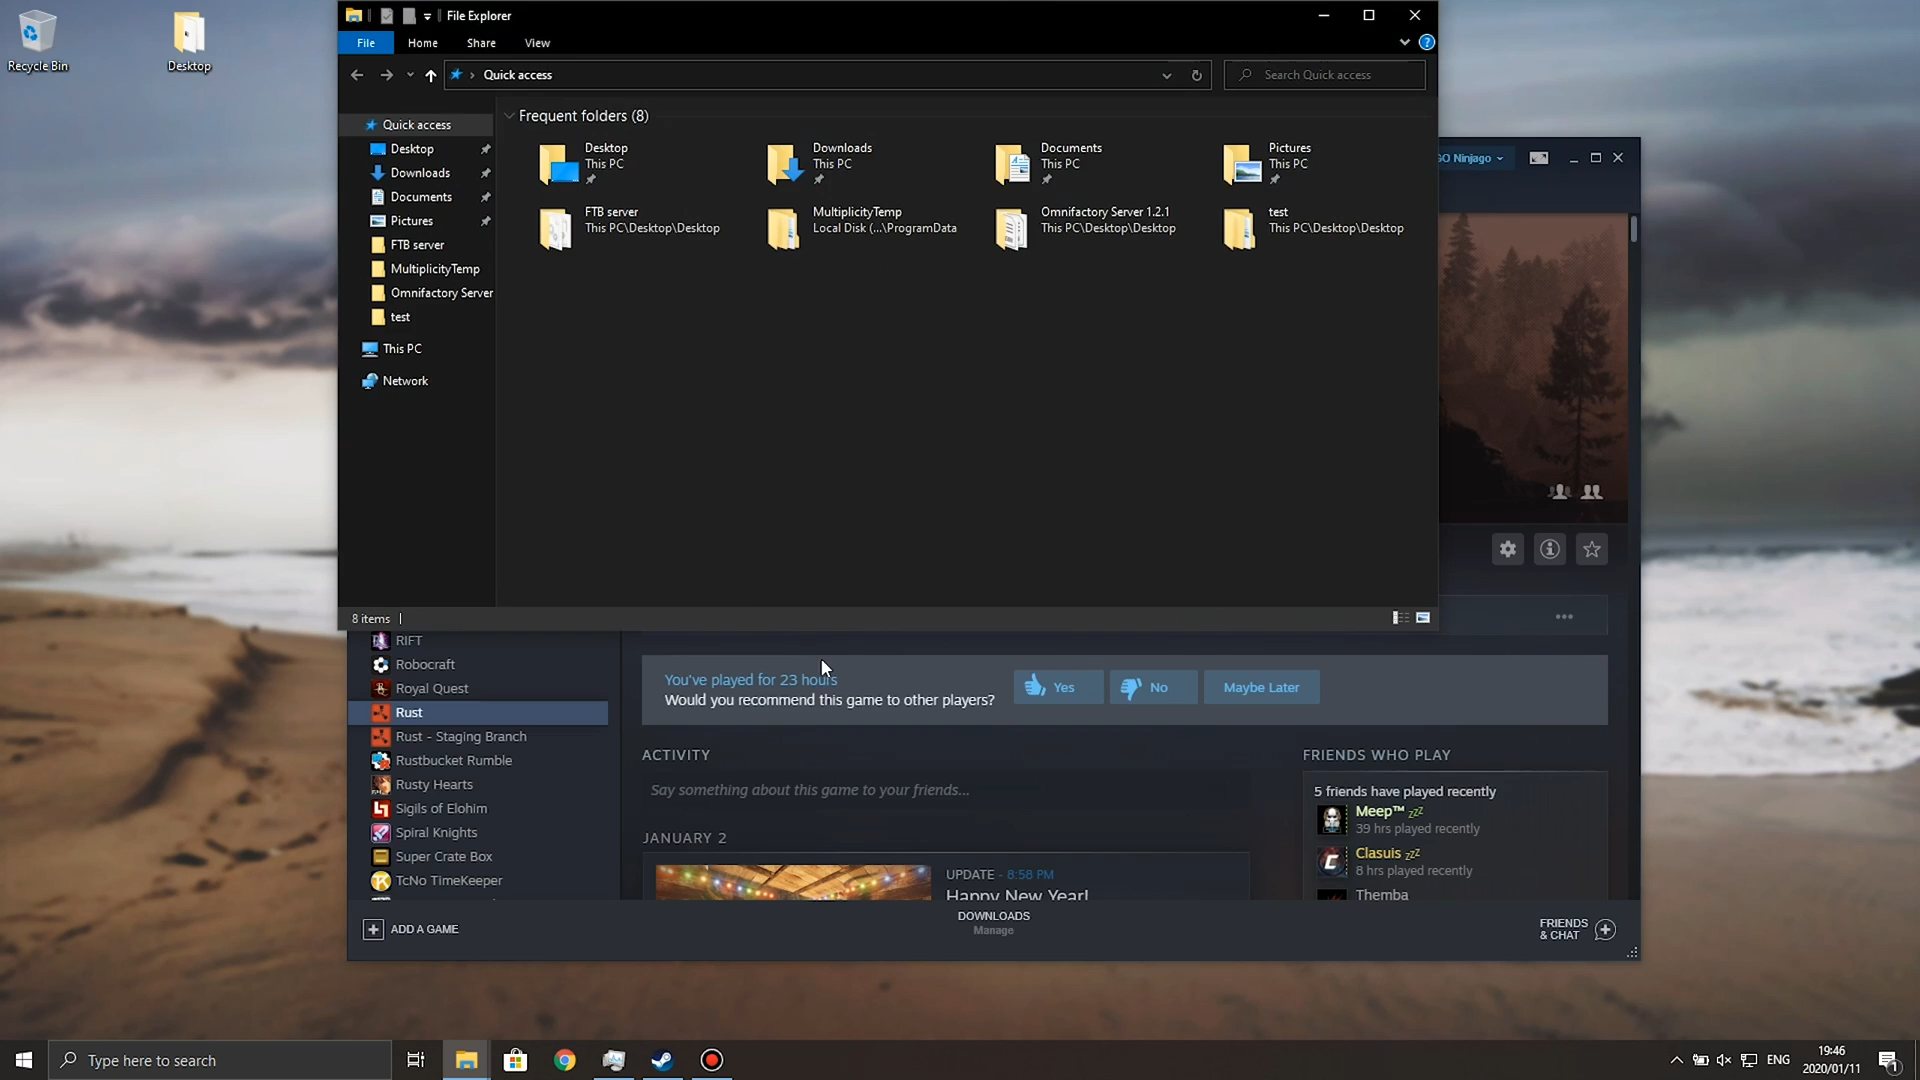 Recycle Bin
Desktop
File Explorer
File
Home
Share
View
?
Quick access
Search Quick access
Quick access
Desktop
Downloads
Documents
Pictures
FTB server
MultiplicityTemp
Omnifactory Server
test
This PC
Network
Frequent folders (8)
Desktop
This PC
Downloads
This PC
Documents
This PC
Pictures
This PC
FTB server
This PC\Desktop\Desktop
MultiplicityTemp
Local Disk (...\ProgramData
Omnifactory Server 1.2.1
This PC\Desktop\Desktop
test
This PC\Desktop\Desktop
8 items
GO Ninjago
RIFT
Robocraft
Royal Quest
Rust
Rust - Staging Branch
Rustbucket Rumble
Rusty Hearts
Sigils of Elohim
Spiral Knights
Super Crate Box
TcNo TimeKeeper
You've played for 23 hours
Would you recommend this game to other players?
Yes
No
Maybe Later
ACTIVITY
Say something about this game to your friends...
JANUARY 2
UPDATE - 8:58 PM
Happy New Year!
FRIENDS WHO PLAY
5 friends have played recently
Meep™ zzz
39 hrs played recently
Clasuis zzz
8 hrs played recently
Themba
ADD A GAME
DOWNLOADS
Manage
FRIENDS
& CHAT
Type here to search
ENG
19:46
2020/01/11
1